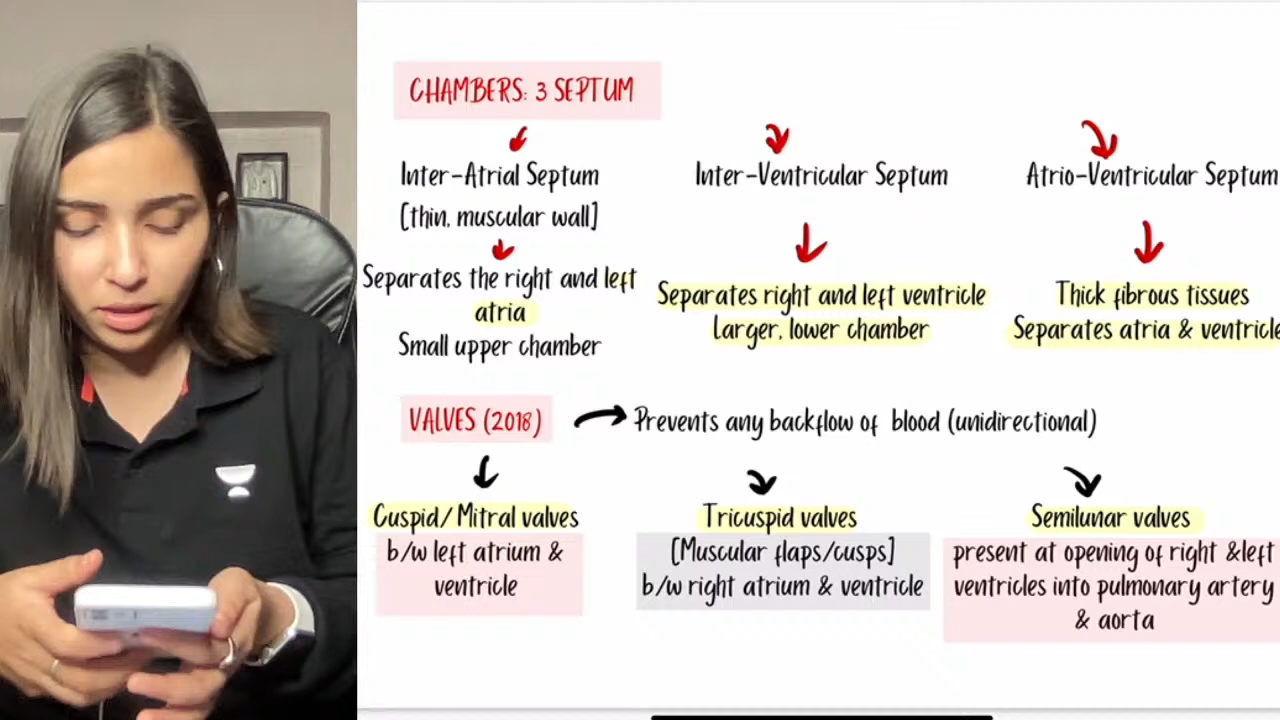 CHAMBERS: 3 SEPTUM
Inter-Atrial Septum
[thin, muscular wall]
Separates the right and left
atria
Small upper chamber
Inter-Ventricular Septum
Separates right and left ventricle
Larger, lower chamber
Atrio-Ventricular Septum
Thick fibrous tissues
Separates atria & ventricle
VALVES (2018)
Prevents any backflow of blood (unidirectional)
Cuspid/Mitral valves
b/w left atrium &
ventricle
Tricuspid valves
[Muscular flaps/cusps]
b/w right atrium & ventricle
Semilunar valves
present at opening of right &left
ventricles into pulmonary artery
& aorta